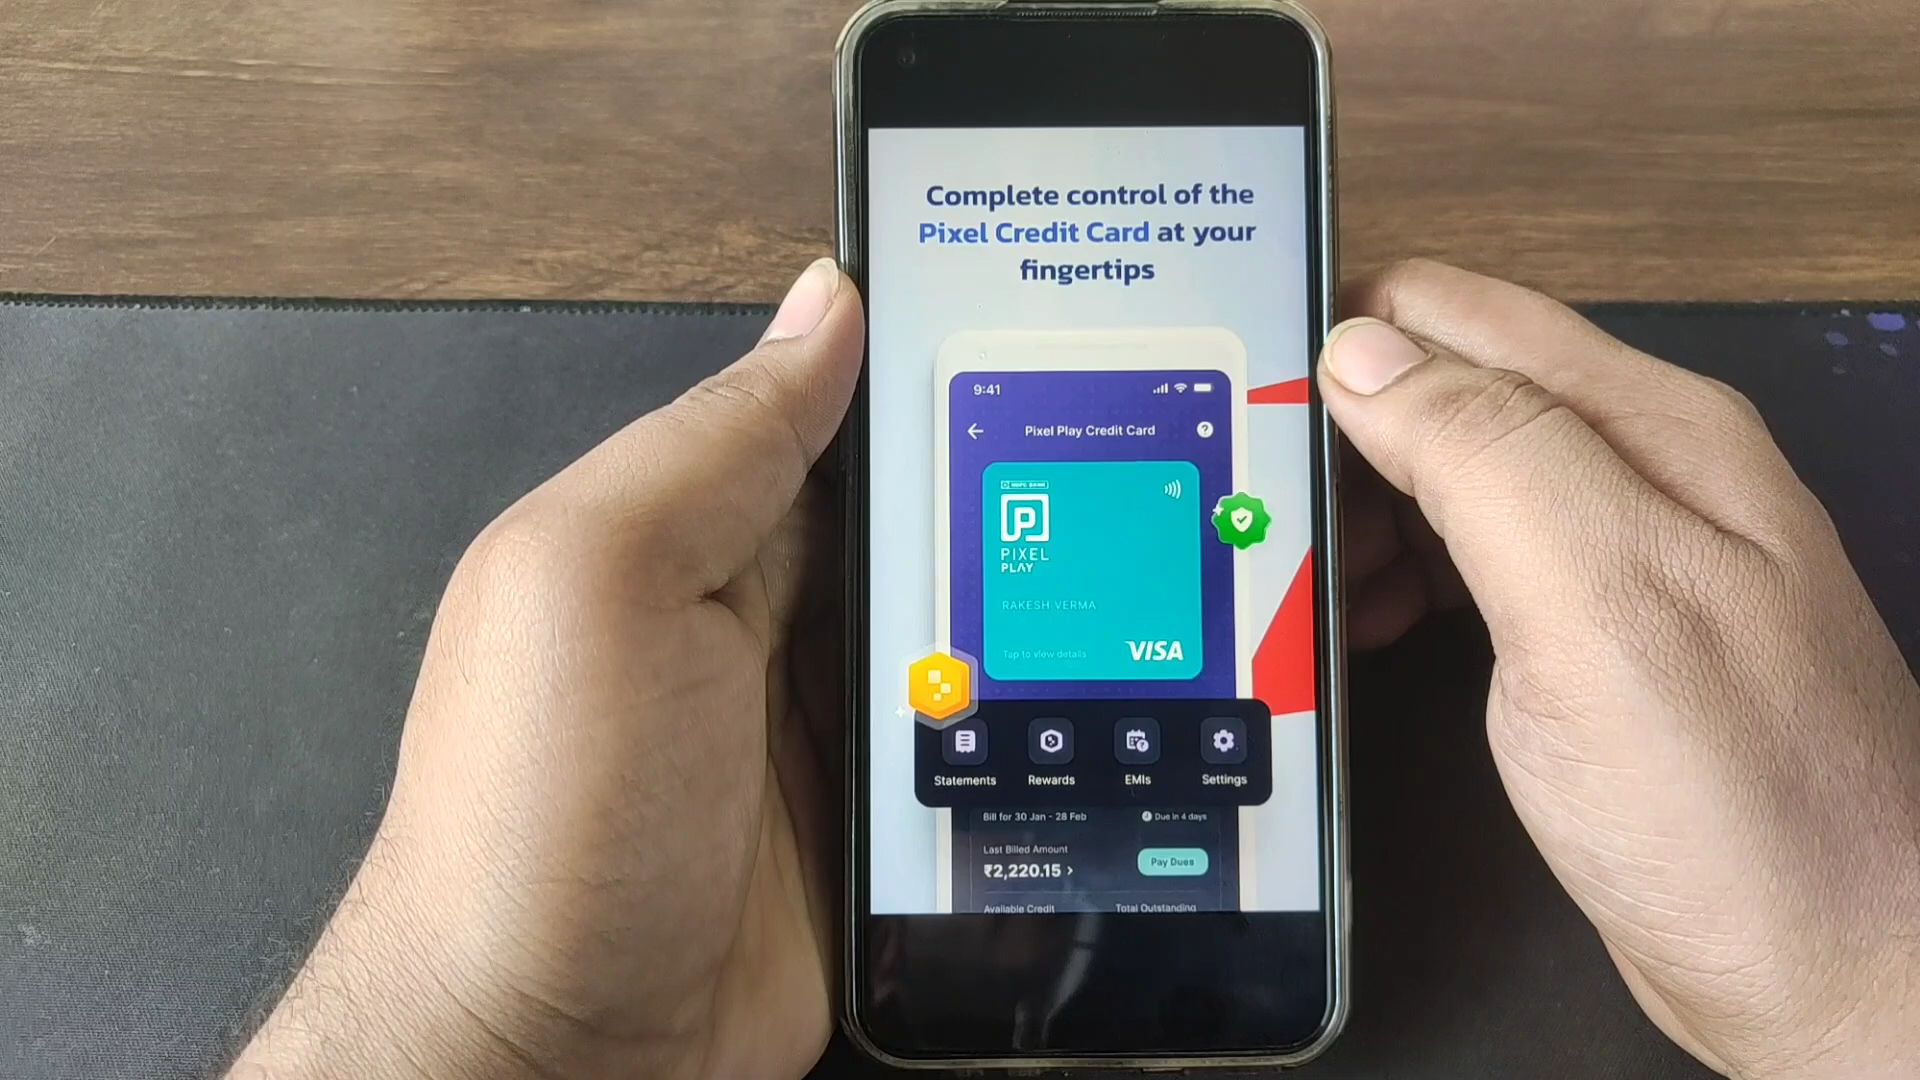 Complete control of the
Pixel Credit Card at your
fingertips
9:41
Pixel Play Credit Card
?
HDFC BANK
P
PIXEL
PLAY
RAKESH VERMA
Tap to view details
VISA
Statements
Rewards
EMIs
Settings
Bill for 30 Jan - 28 Feb
Due in 4 days
Last Billed Amount
₹2,220.15 >
Pay Dues
Available Credit
Total Outstanding